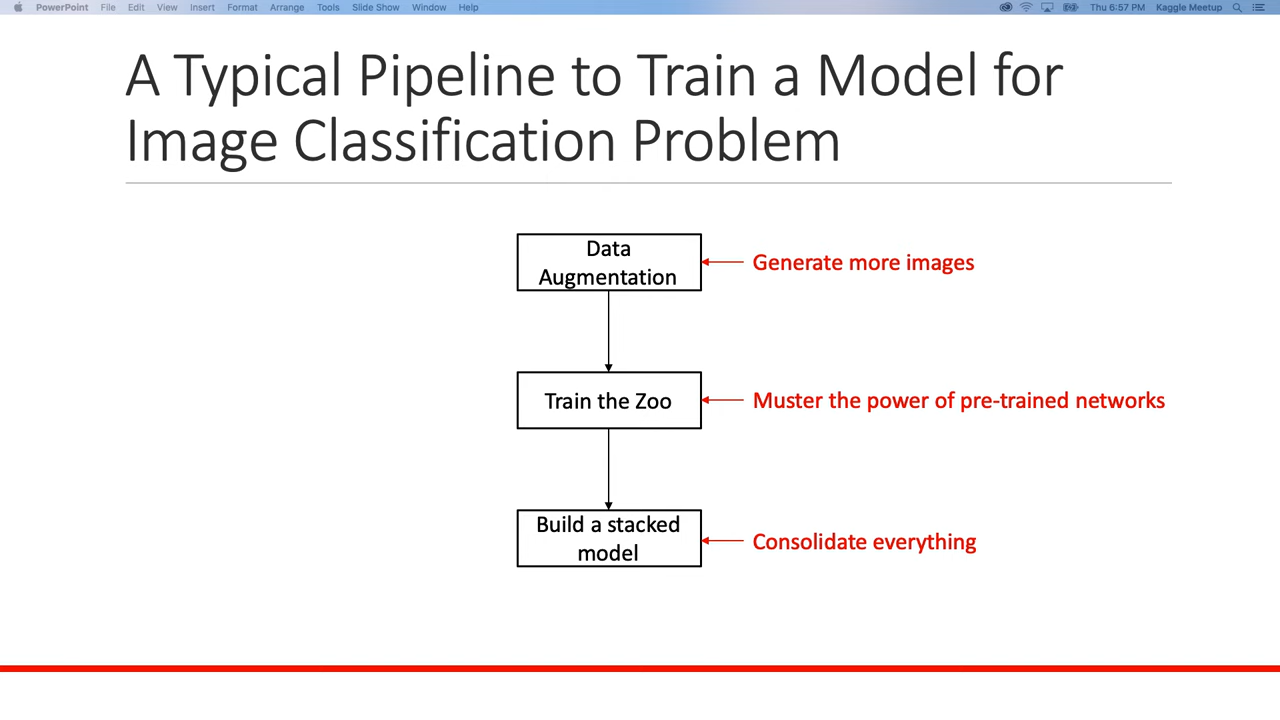 PowerPoint File Edit View Insert Format Arrange Tools Slide Show Window Help Thu 6:57 PM Kaggle Meetup
A Typical Pipeline to Train a Model for
Image Classification Problem
Data
Augmentation
Generate more images
Train the Zoo
Muster the power of pre-trained networks
Build a stacked
model
Consolidate everything